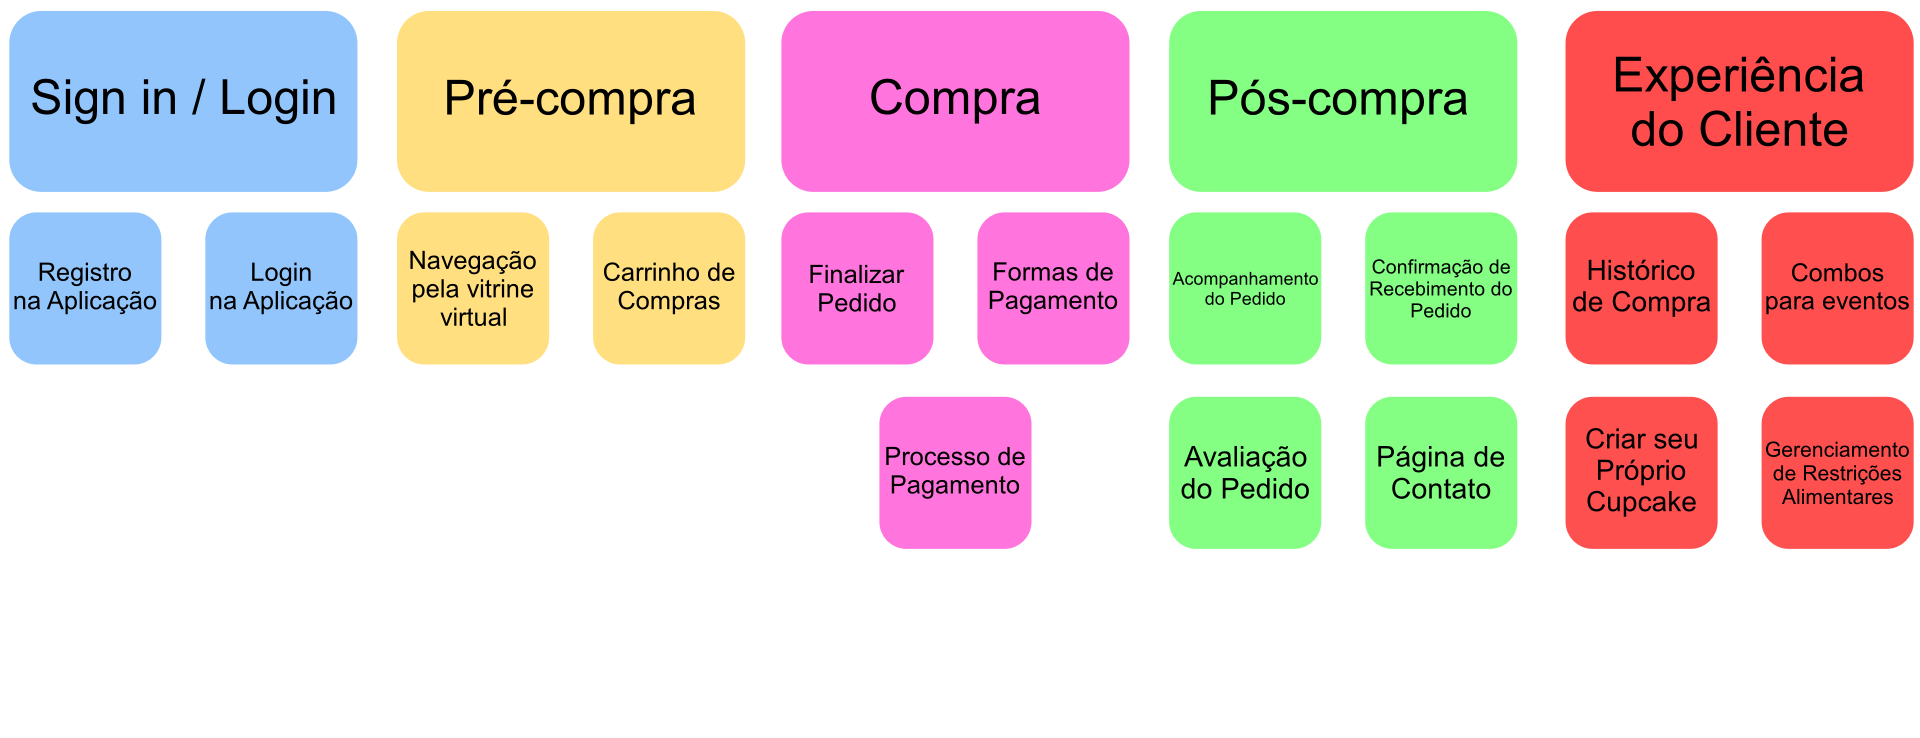 Sign in / Login
Pré-compra
Compra
Pós-compra
Experiência
do Cliente
Registro
na Aplicação
Login
na Aplicação
Navegação
pela vitrine
virtual
Carrinho de
Compras
Finalizar
Pedido
Formas de
Pagamento
Acompanhamento
do Pedido
Confirmação de
Recebimento do
Pedido
Histórico
de Compra
Combos
para eventos
Processo de
Pagamento
Avaliação
do Pedido
Página de
Contato
Criar seu
Próprio
Cupcake
Gerenciamento
de Restrições
Alimentares